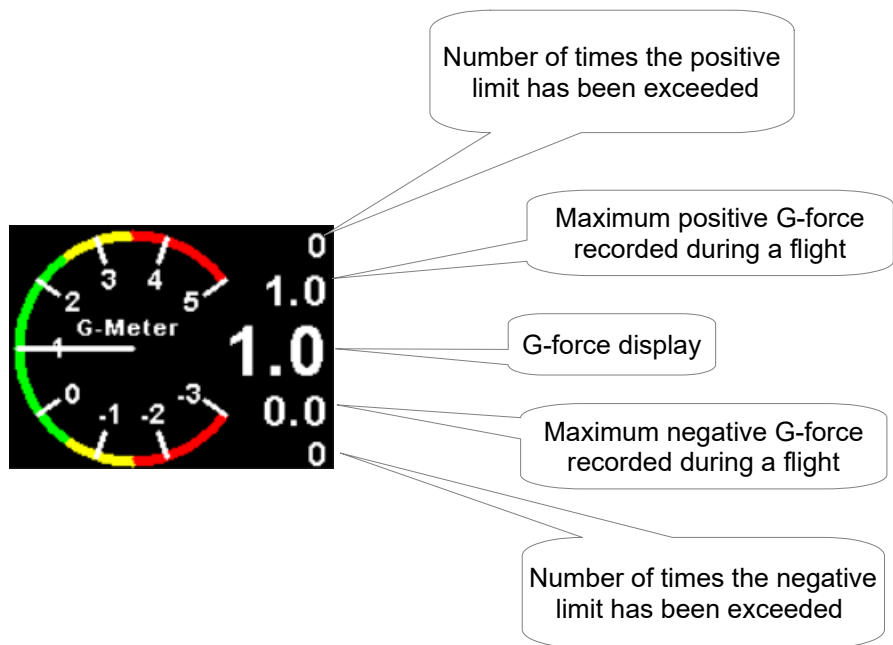 Number of times the positive
limit has been exceeded
0
Maximum positive G-force
recorded during a flight
1.0
3 4
2 5
G-Meter
1
1.0
G-force display
0 -3
-1 -2
0.0
Maximum negative G-force
recorded during a flight
0
Number of times the negative
limit has been exceeded